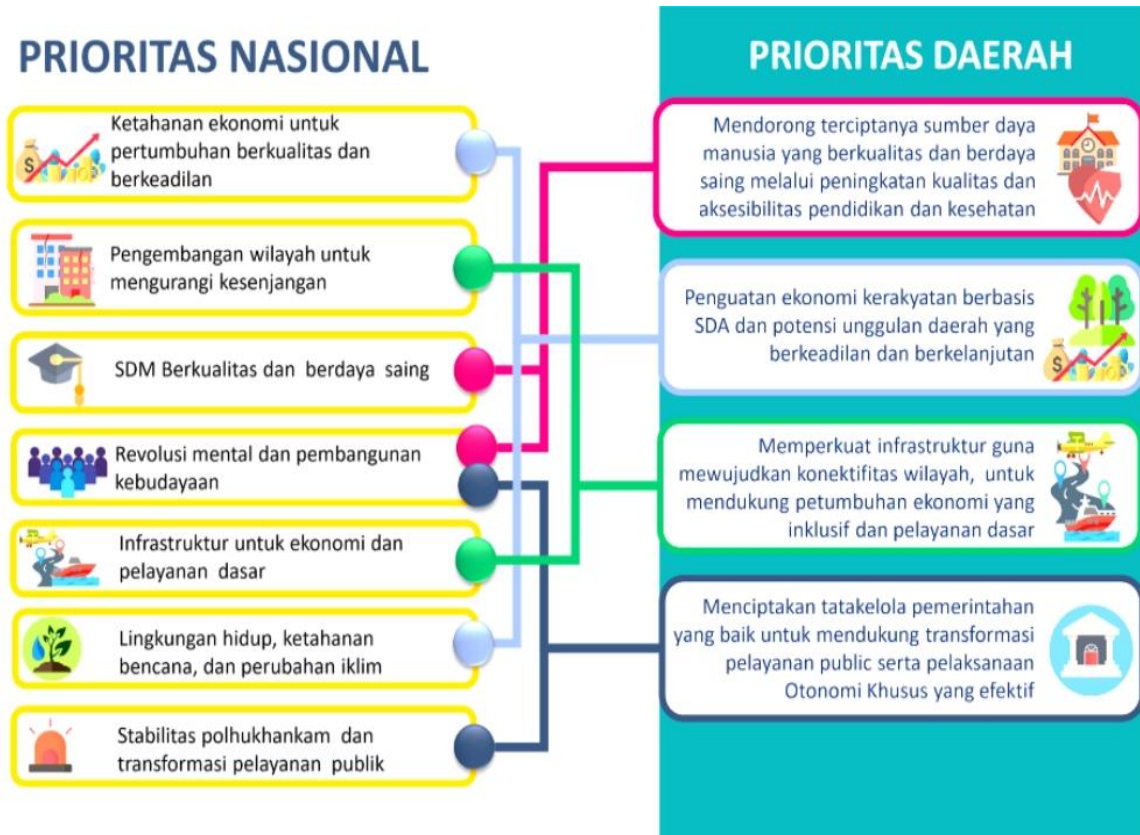 PRIORITAS NASIONAL
Ketahanan ekonomi untuk
pertumbuhan berkualitas dan
berkeadilan
Pengembangan wilayah untuk
mengurangi kesenjangan
SDM Berkualitas dan berdaya saing
Revolusi mental dan pembangunan
kebudayaan
Infrastruktur untuk ekonomi dan
pelayanan dasar
Lingkungan hidup, ketahanan
bencana, dan perubahan iklim
Stabilitas polhukhankam dan
transformasi pelayanan publik
PRIORITAS DAERAH
Mendorong terciptanya sumber daya
manusia yang berkualitas dan berdaya
saing melalui peningkatan kualitas dan
aksesibilitas pendidikan dan kesehatan
Penguatan ekonomi kerakyatan berbasis
SDA dan potensi unggulan daerah yang
berkeadilan dan berkelanjutan
Memperkuat infrastruktur guna
mewujudkan konektifitas wilayah, untuk
mendukung petumbuhan ekonomi yang
inklusif dan pelayanan dasar
Menciptakan tatakelola pemerintahan
yang baik untuk mendukung transformasi
pelayanan public serta pelaksanaan
Otonomi Khusus yang efektif